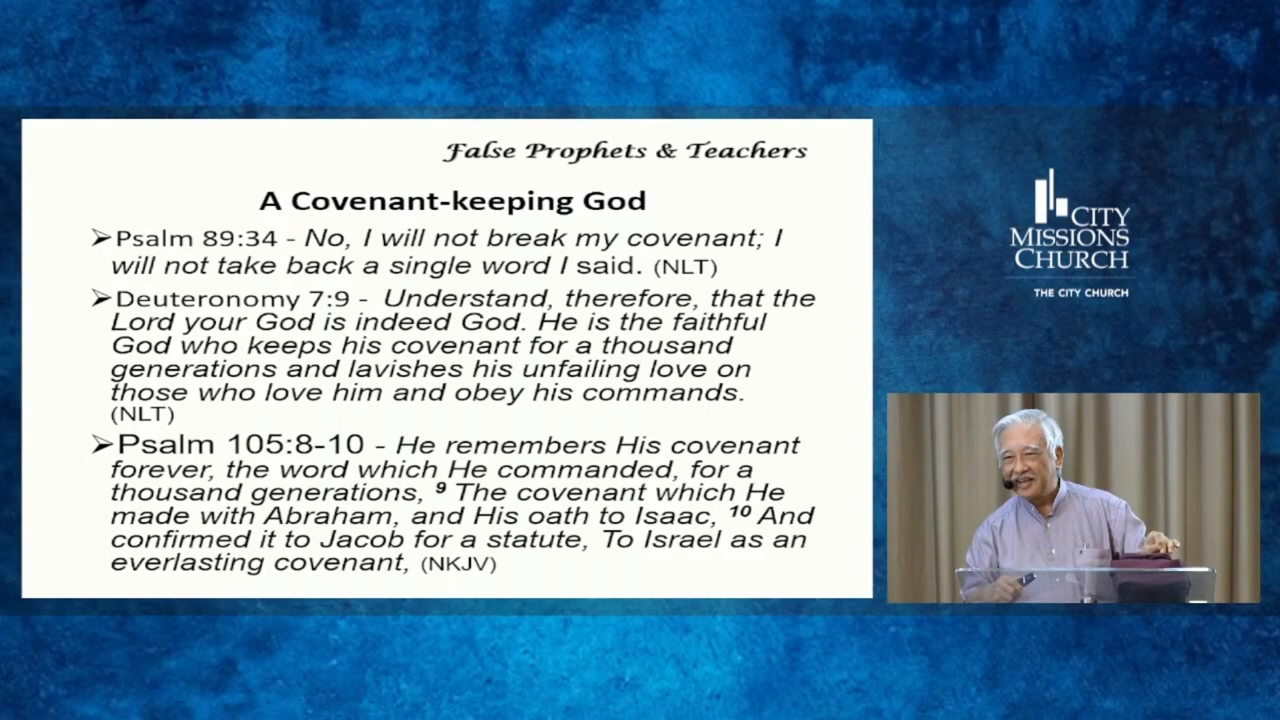 False Prophets & Teachers
A Covenant-keeping God
➢Psalm 89:34 - No, I will not break my covenant; I
will not take back a single word I said. (NLT)
➢Deuteronomy 7:9 - Understand, therefore, that the
Lord your God is indeed God. He is the faithful
God who keeps his covenant for a thousand
generations and lavishes his unfailing love on
those who love him and obey his commands.
(NLT)
➢Psalm 105:8-10 - He remembers His covenant
forever, the word which He commanded, for a
thousand generations, 9 The covenant which He
made with Abraham, and His oath to Isaac, 10 And
confirmed it to Jacob for a statute, To Israel as an
everlasting covenant, (NKJV)
CITY
MISSIONS
CHURCH
THE CITY CHURCH